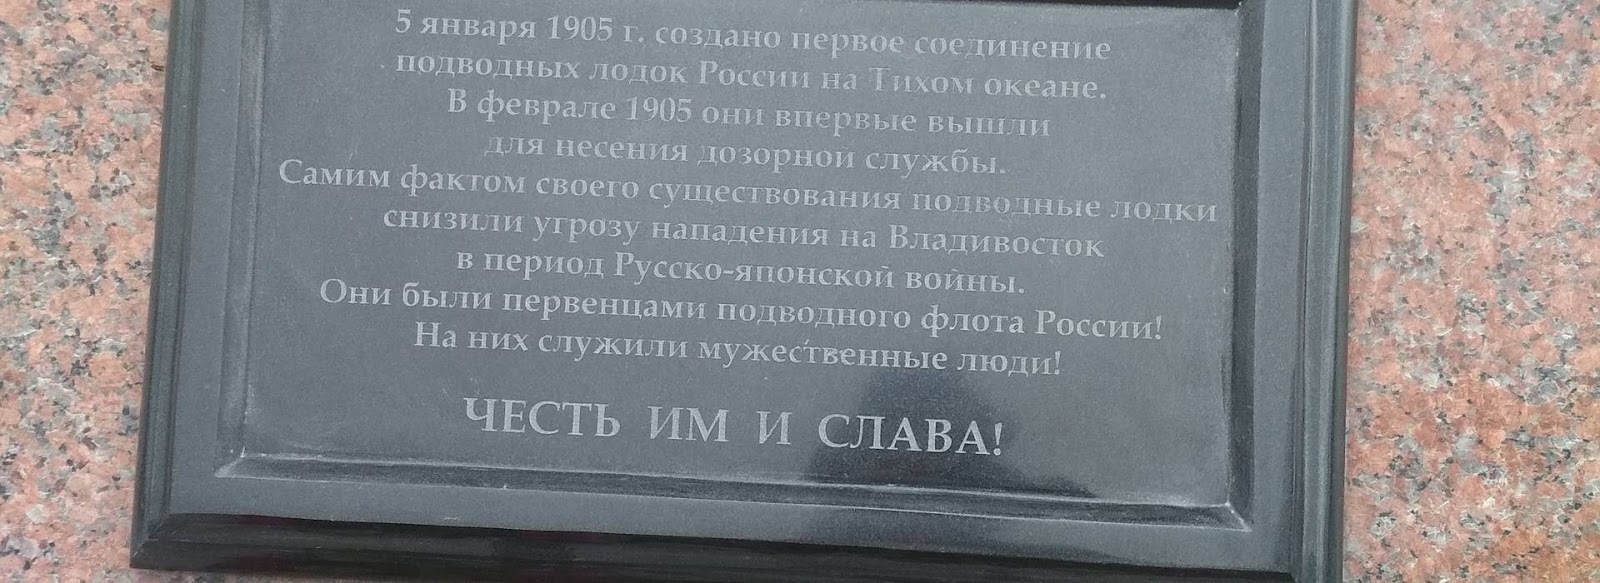 5 января 1905 г. создано первое соединение
подводных лодок России на Тихом океане.
В феврале 1905 они впервые вышли
для несения дозорной службы.
Самим фактом своего существования подводные лодки
снизили угрозу нападения на Владивосток
в период Русско-японской войны.
Они были первенцами подводного флота России!
На них служили мужественные люди!
ЧЕСТЬ ИМ И СЛАВА!